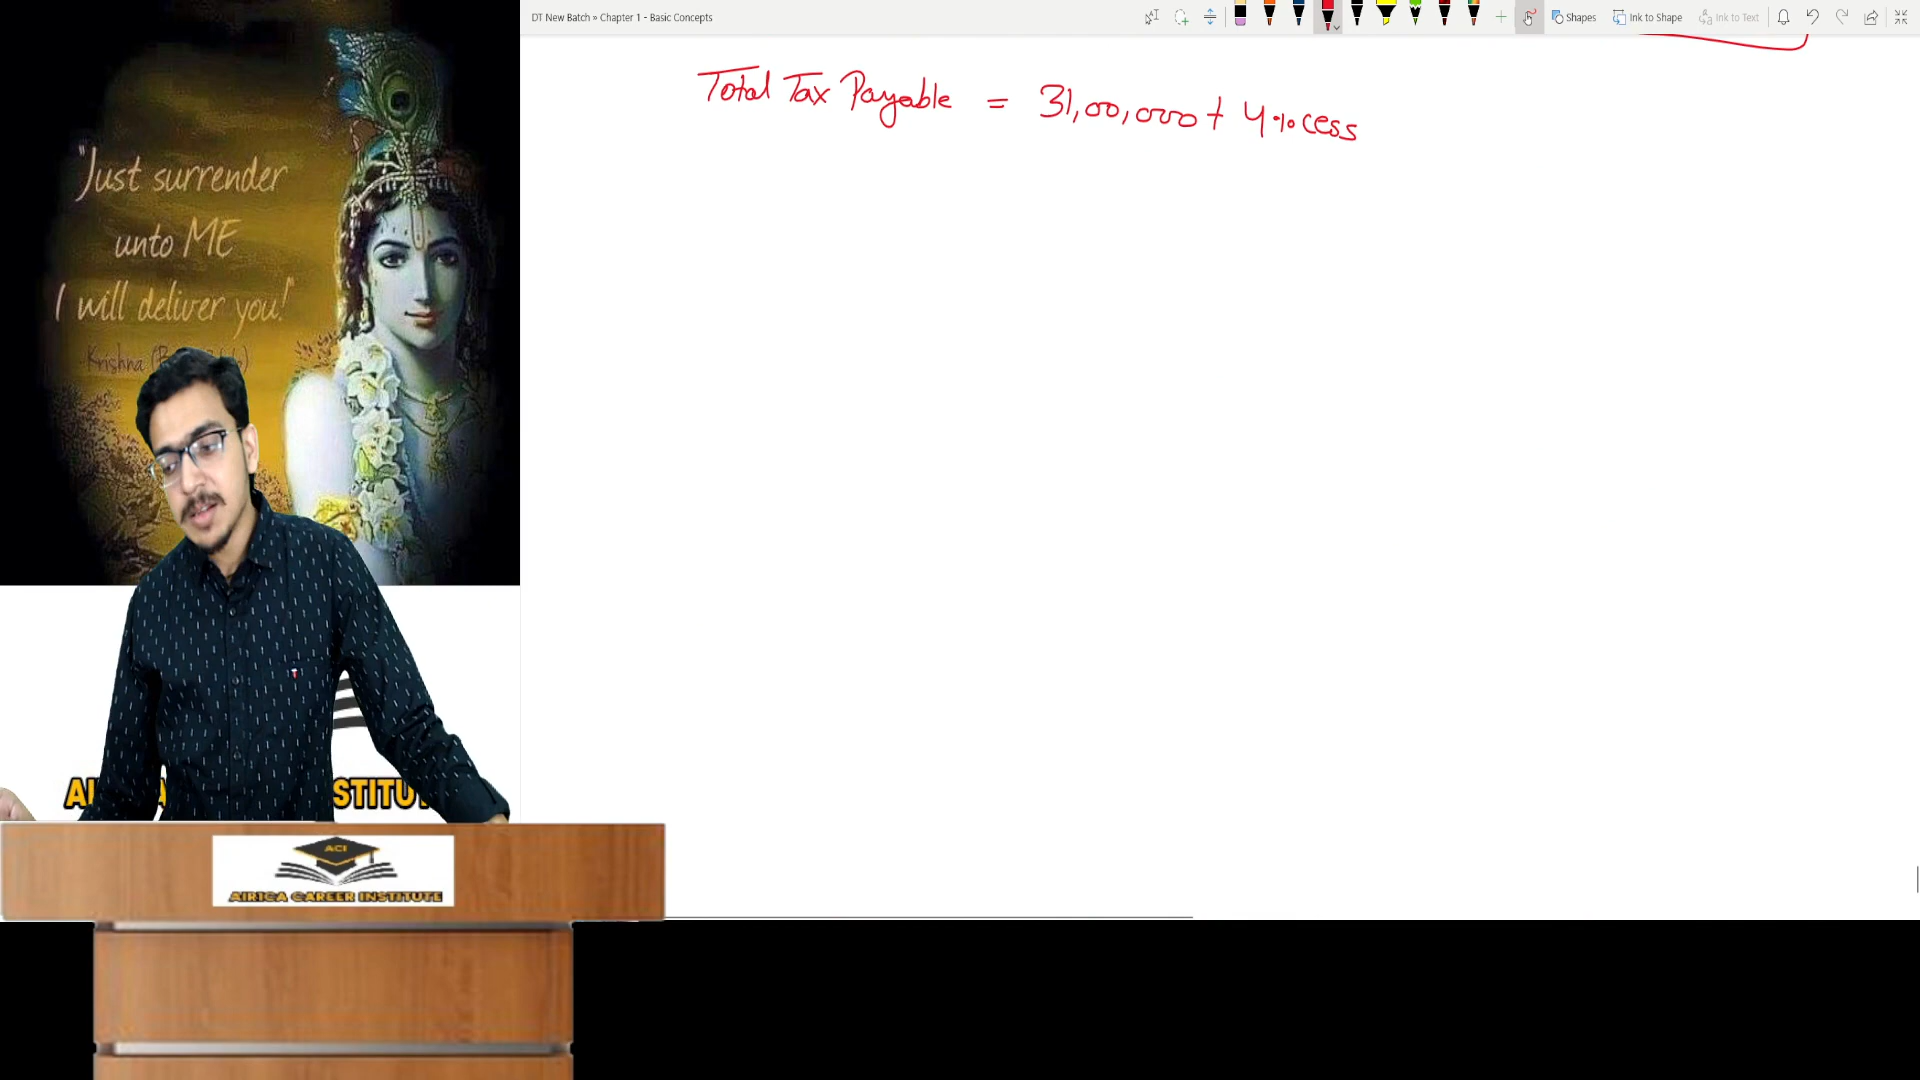 DT New Batch » Chapter 1 - Basic Concepts
Shapes
Ink to Shape
Ink to Text
Total Tax Payable = 31,00,000 + 4% cess
"Just surrender
unto ME
I will deliver you!"
Krishna
STITU
ACI
AIRICA CAREER INSTITUTE